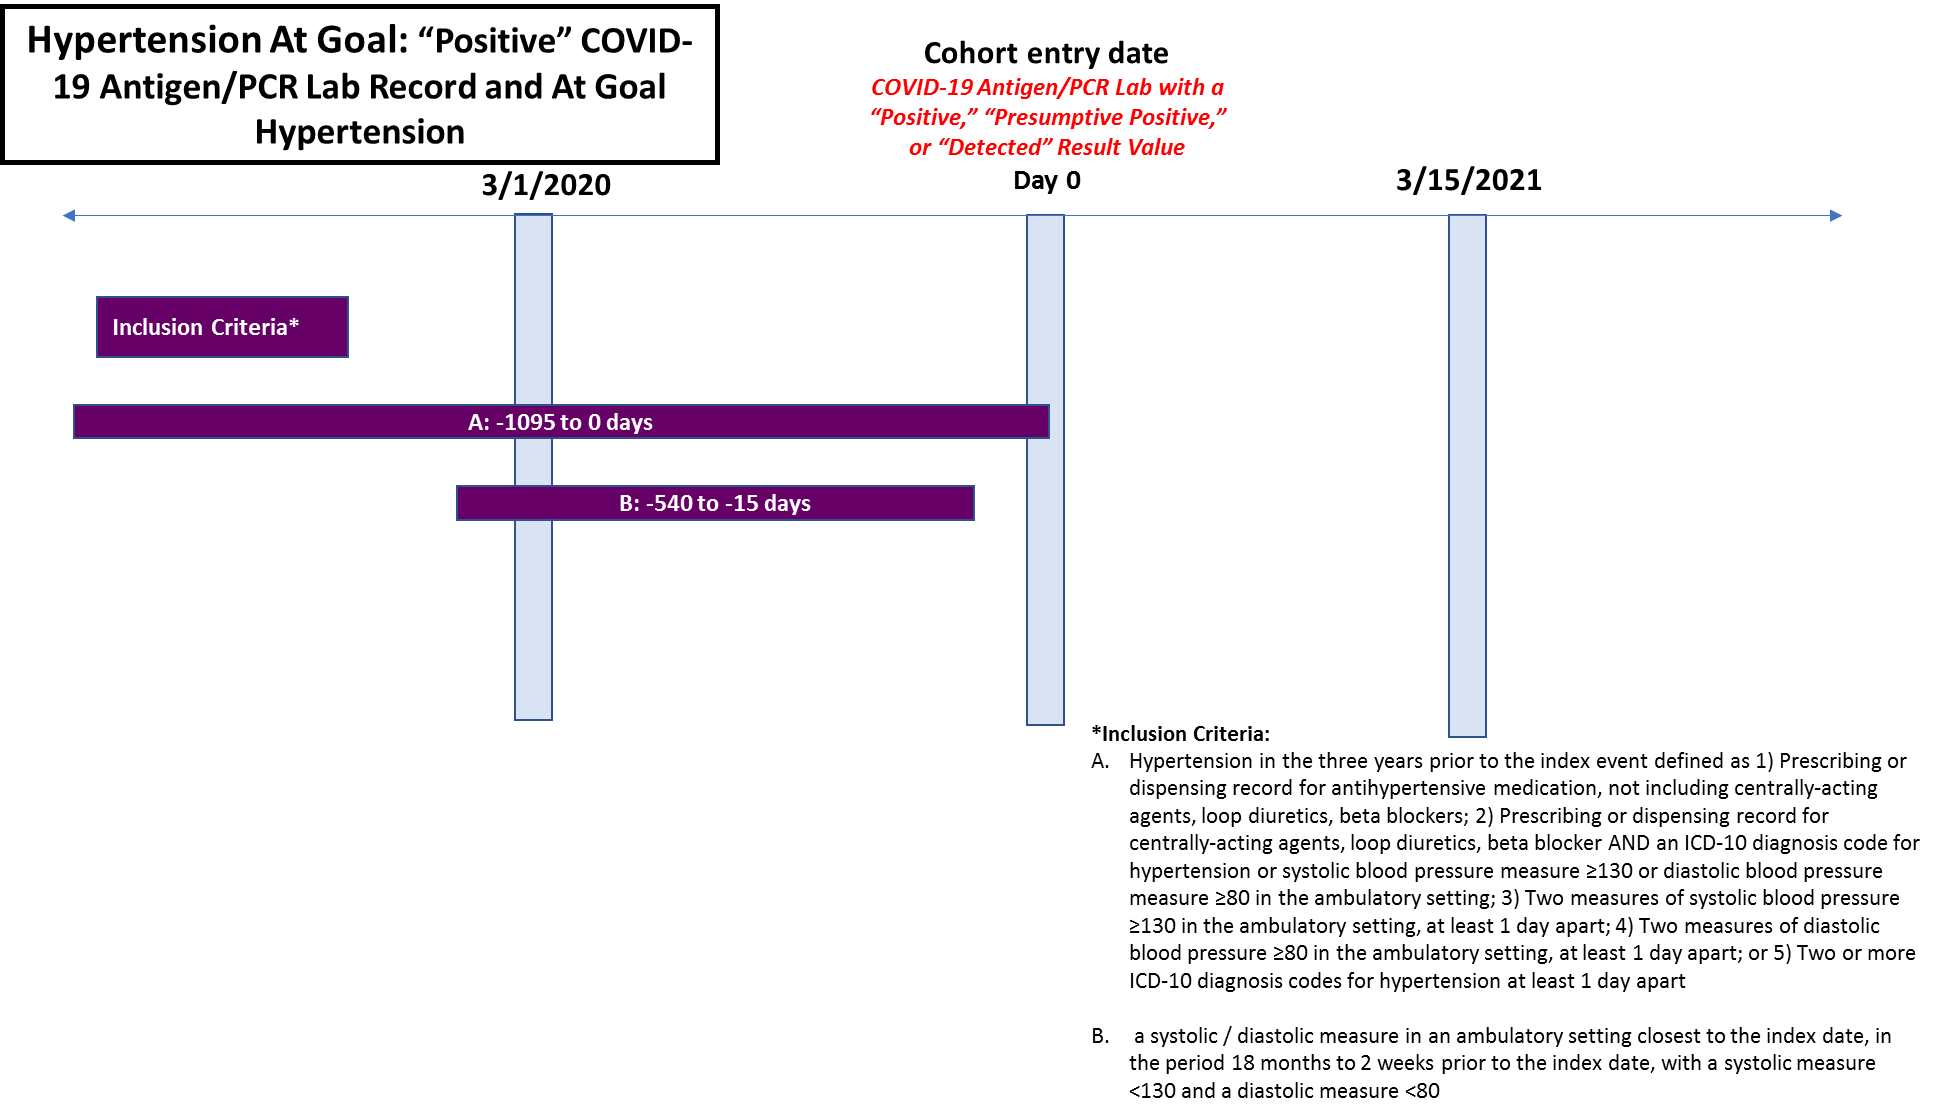 Hypertension At Goal: “Positive” COVID-
19 Antigen/PCR Lab Record and At Goal
Hypertension
Cohort entry date
COVID-19 Antigen/PCR Lab with a
“Positive,” “Presumptive Positive,”
or “Detected” Result Value
3/1/2020
Day 0
3/15/2021
Inclusion Criteria*
A: -1095 to 0 days
B: -540 to -15 days
*Inclusion Criteria:
A. Hypertension in the three years prior to the index event defined as 1) Prescribing or
dispensing record for antihypertensive medication, not including centrally-acting
agents, loop diuretics, beta blockers; 2) Prescribing or dispensing record for
centrally-acting agents, loop diuretics, beta blocker AND an ICD-10 diagnosis code for
hypertension or systolic blood pressure measure ≥130 or diastolic blood pressure
measure ≥80 in the ambulatory setting; 3) Two measures of systolic blood pressure
≥130 in the ambulatory setting, at least 1 day apart; 4) Two measures of diastolic
blood pressure ≥80 in the ambulatory setting, at least 1 day apart; or 5) Two or more
ICD-10 diagnosis codes for hypertension at least 1 day apart
B. a systolic / diastolic measure in an ambulatory setting closest to the index date, in
the period 18 months to 2 weeks prior to the index date, with a systolic measure
<130 and a diastolic measure <80